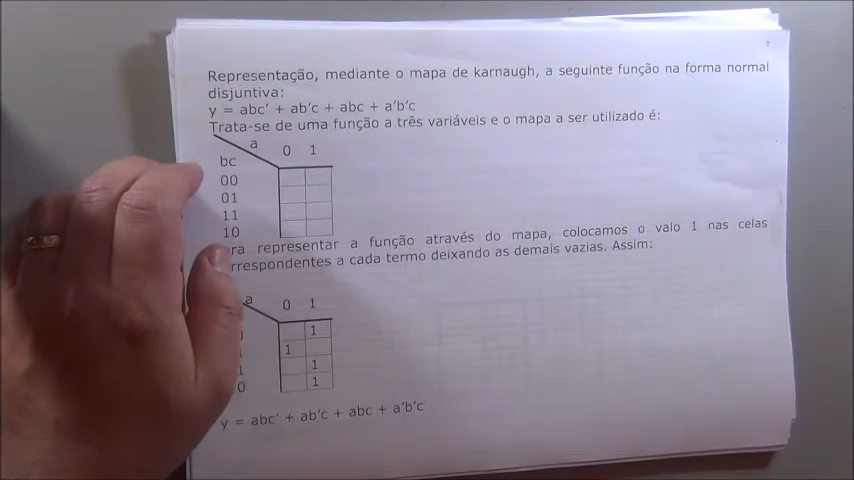 7
Representação, mediante o mapa de karnaugh, a seguinte função na forma normal
disjuntiva:
y = abc' + ab'c + abc + a'b'c
Trata-se de uma função a três variáveis e o mapa a ser utilizado é:
a 0 1
bc
00
01
11
10
representar a função através do mapa, colocamos o valo 1 nas celas
a cada termo deixando as demais vazias. Assim:
a 0 1
1
1
1
0 1
y = abc' + ab'c + abc + a'b'c